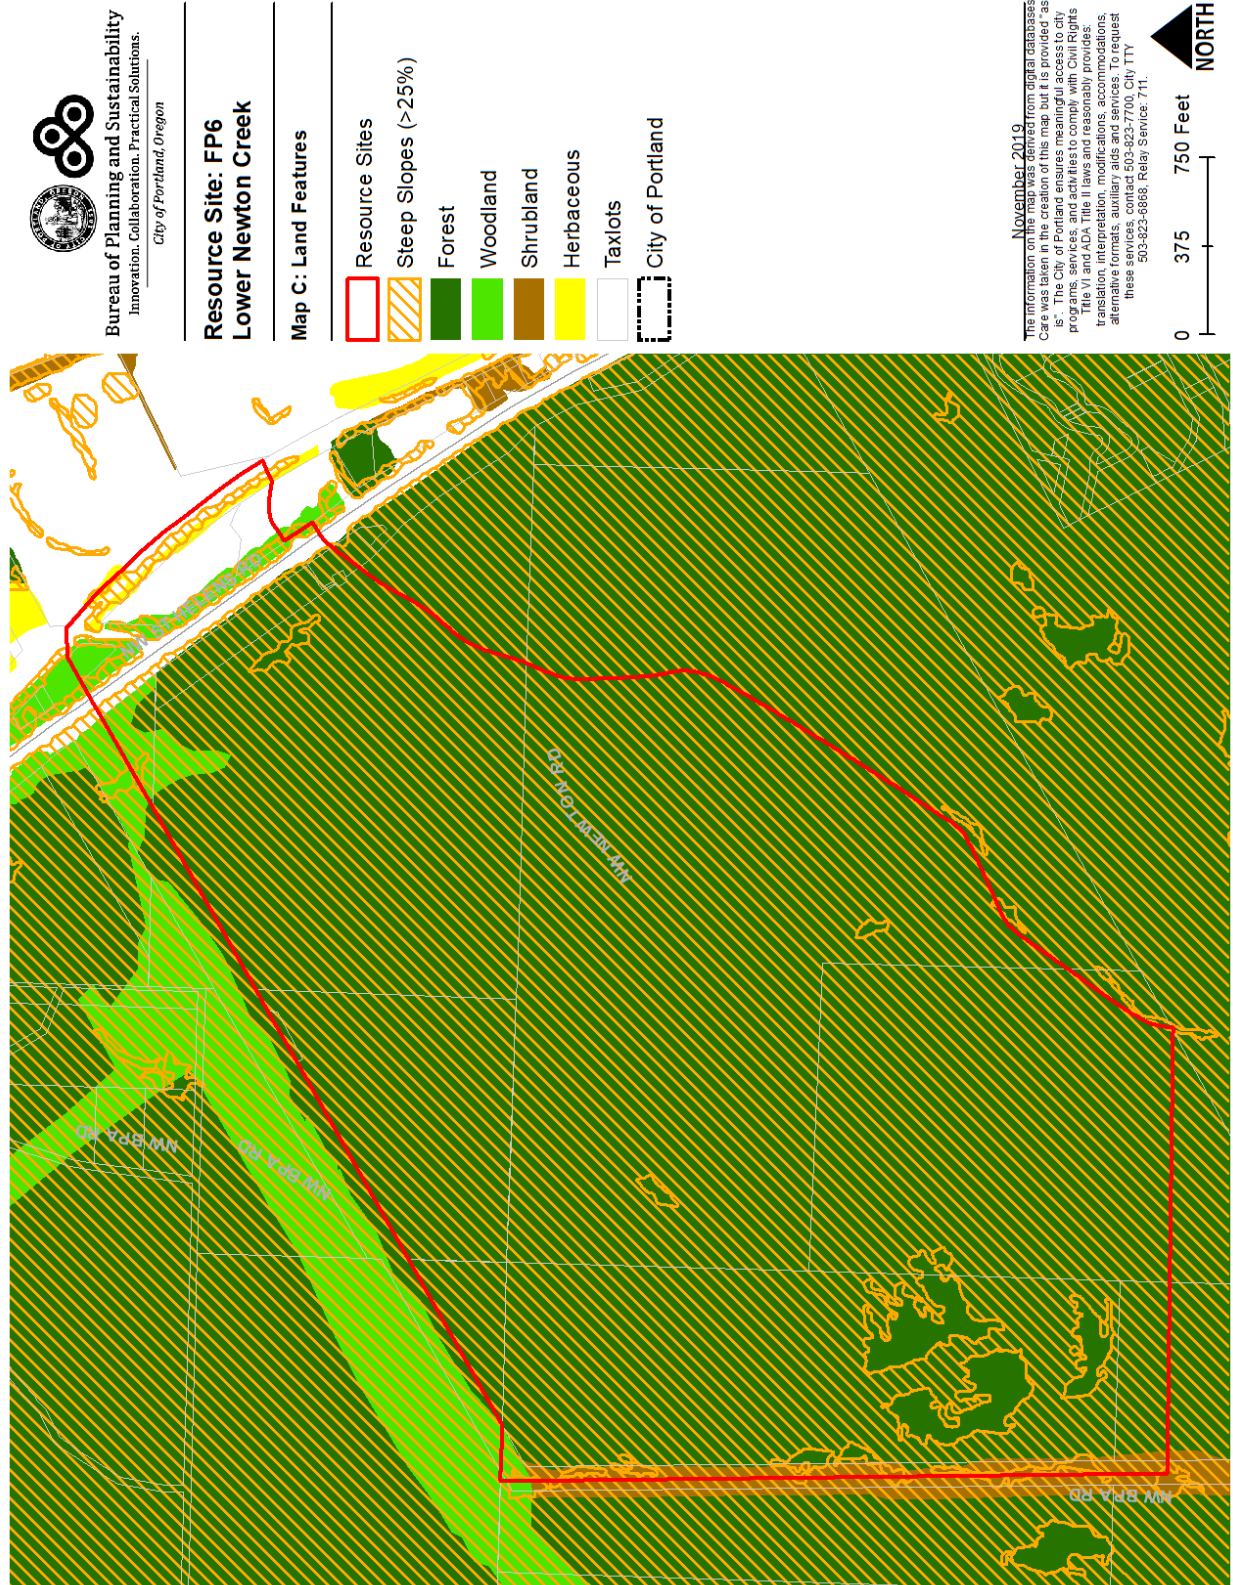 Bureau of Planning and Sustainability
Innovation. Collaboration. Practical Solutions.
City of Portland, Oregon
Resource Site: FP6
Lower Newton Creek
Map C: Land Features
Resource Sites
Steep Slopes (>25%)
Forest
Woodland
Shrubland
Herbaceous
Taxlots
City of Portland
November 2019
The information on the map was derived from digital databases
Care was taken in the creation of this map but it is provided "as
is". The City of Portland ensures meaningful access to city
programs, services, and activities to comply with Civil Rights
Title VI and ADA Title II laws and reasonably provides:
translation, interpretation, modifications, accommodations,
alternative formats, auxiliary aids and services. To request
these services, contact 503-823-7700, City TTY
503-823-6868, Relay Service: 711.
0 375 750 Feet
NORTH
NW ST HELENS RD
NW NEWTON RD
NW BPA RD
NW BPA RD
NW BPA RD